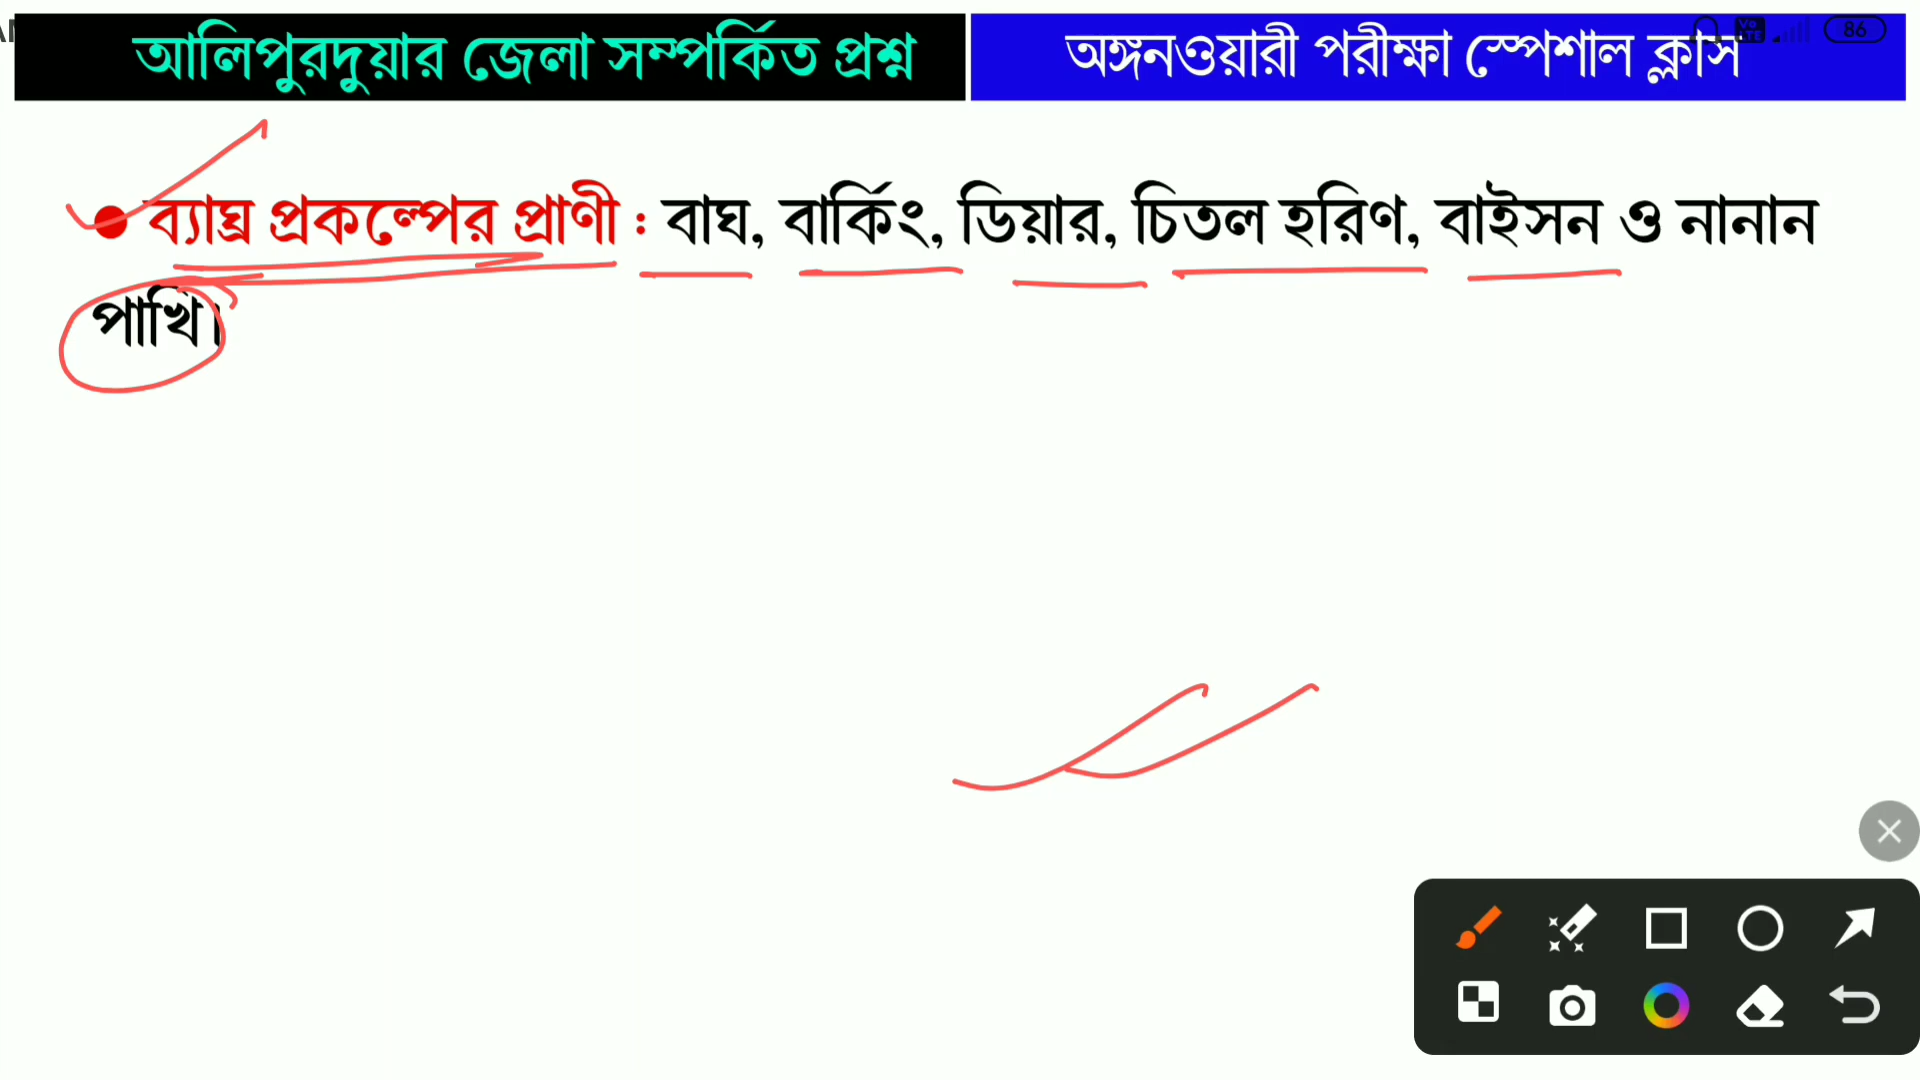 আলিপুরদুয়ার জেলা সম্পর্কিত প্রশ্ন
অঙ্গনওয়ারী পরীক্ষা স্পেশাল ক্লাস
86
● ব্যাঘ্র প্রকল্পের প্রাণী : বাঘ, বার্কিং, ডিয়ার, চিতল হরিণ, বাইসন ও নানান
পাখি।